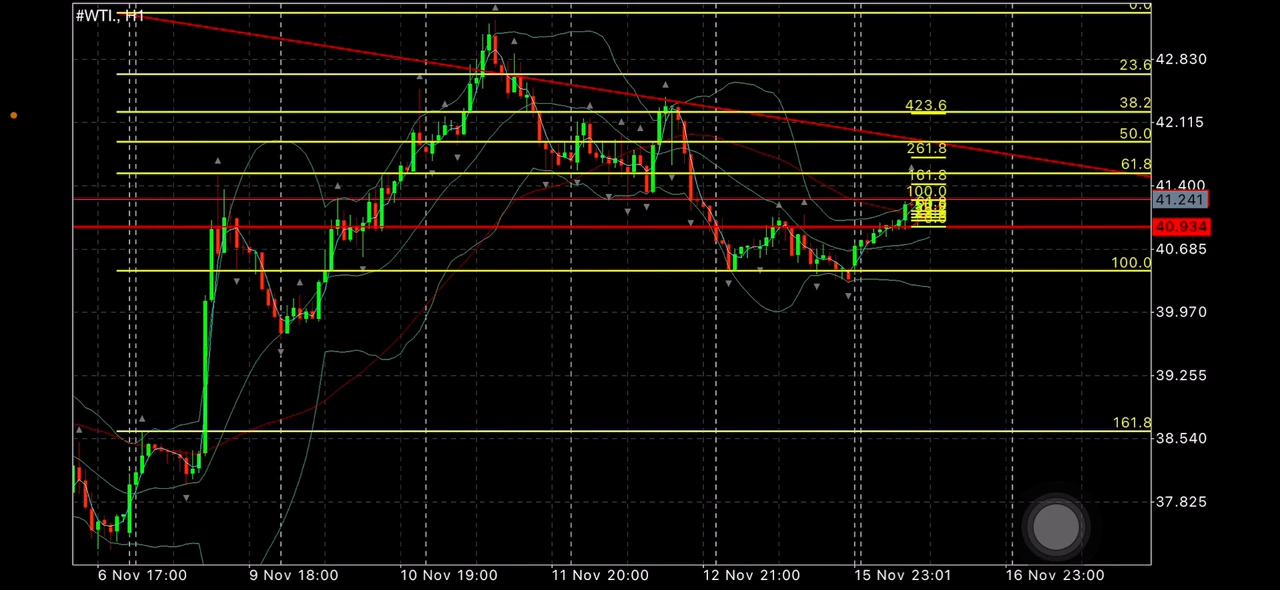 #WTI., H1
0.0
42.830
23.6
423.6
38.2
42.115
50.0
261.8
61.8
161.8
41.400
100.0
41.241
40.934
40.685
100.0
39.970
39.255
161.8
38.540
37.825
6 Nov 17:00
9 Nov 18:00
10 Nov 19:00
11 Nov 20:00
12 Nov 21:00
15 Nov 23:01
16 Nov 23:00